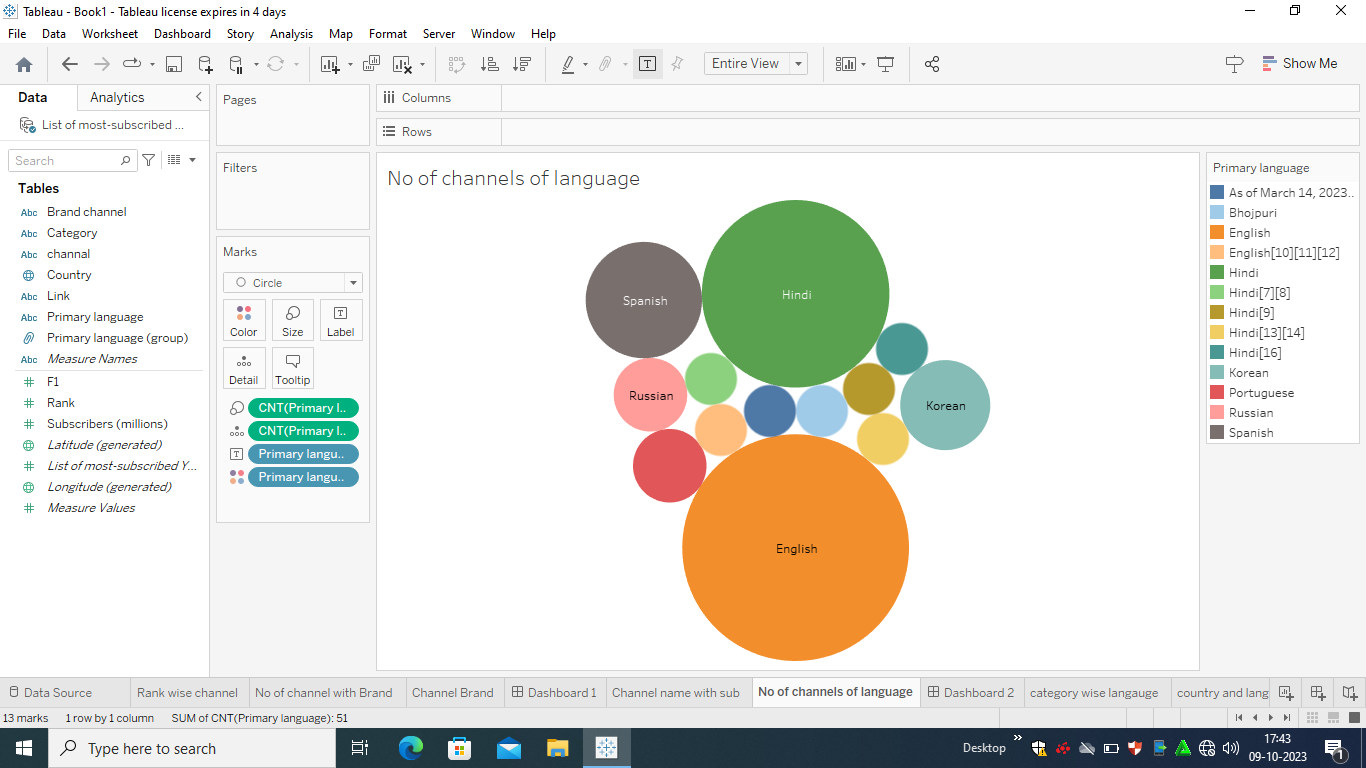 Tableau - Book1 - Tableau license expires in 4 days
File Data Worksheet Dashboard Story Analysis Map Format Server Window Help
Entire View
Show Me
Data Analytics
List of most-subscribed ...
Search
Tables
Abc Brand channel
Abc Category
Abc channal
Country
Abc Link
Abc Primary language
Primary language (group)
Abc Measure Names
F1
Rank
Subscribers (millions)
Latitude (generated)
List of most-subscribed Y...
Longitude (generated)
Measure Values
Pages
Filters
Marks
Circle
Color Size Label
Detail Tooltip
CNT(Primary l..
CNT(Primary l..
Primary langu..
Primary langu..
Columns
Rows
No of channels of language
Hindi
Spanish
Russian
Korean
English
Primary language
As of March 14, 2023..
Bhojpuri
English
English[10][11][12]
Hindi
Hindi[7][8]
Hindi[9]
Hindi[13][14]
Hindi[16]
Korean
Portuguese
Russian
Spanish
Data Source Rank wise channel No of channel with Brand Channel Brand Dashboard 1 Channel name with sub No of channels of language Dashboard 2 category wise langauge country and lang
13 marks 1 row by 1 column SUM of CNT(Primary language): 51
Type here to search
Desktop
17:43
09-10-2023
1